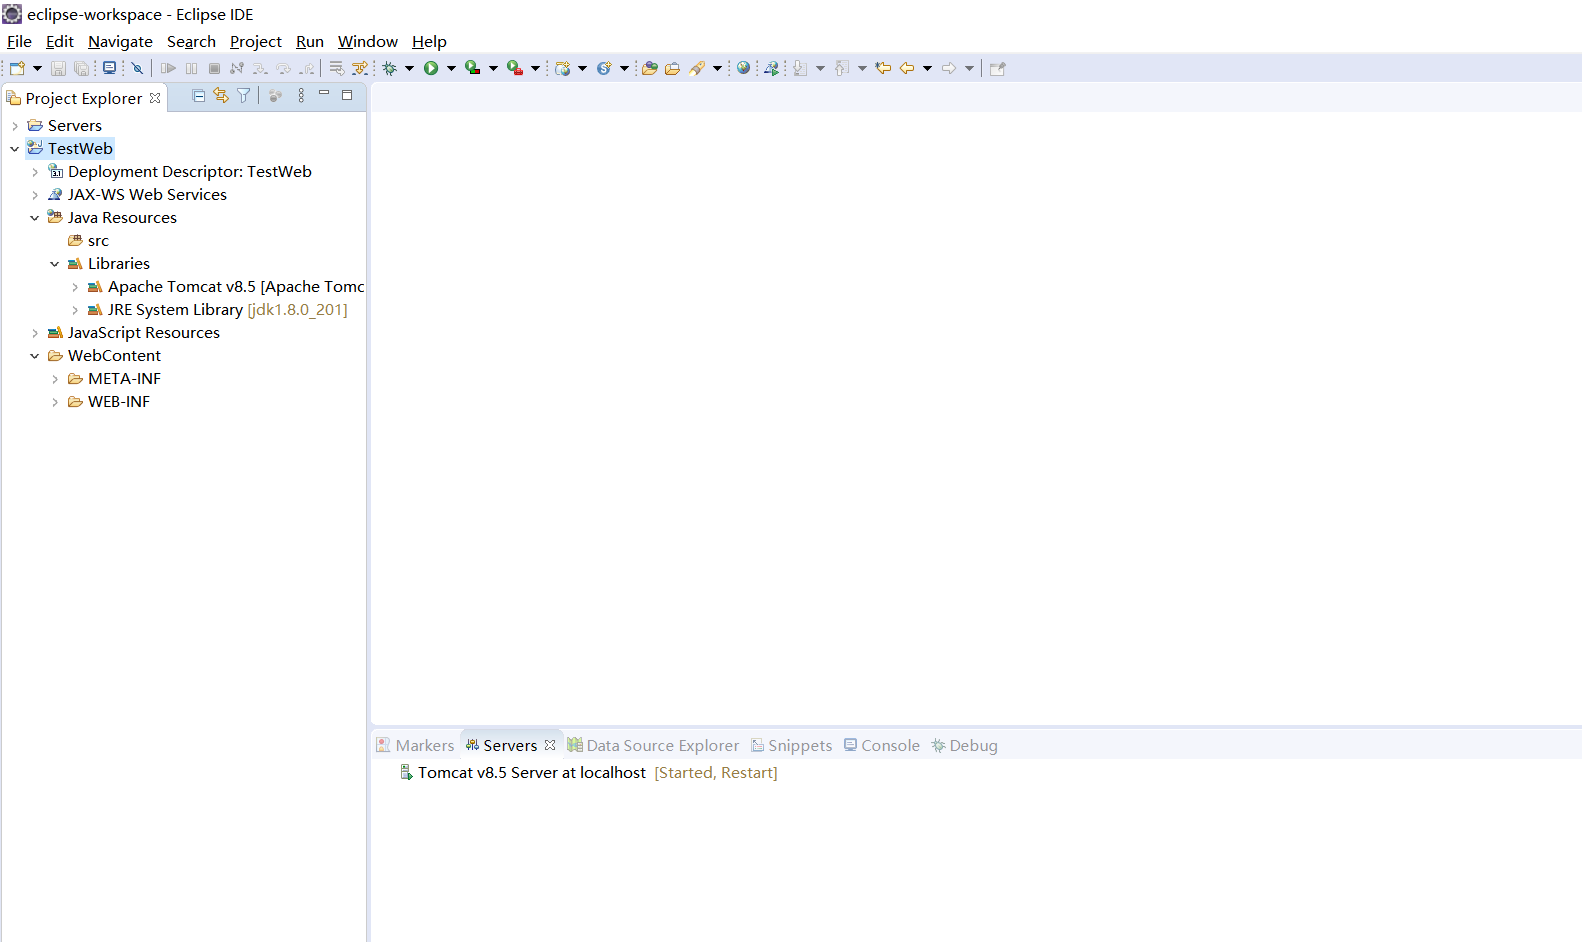 eclipse-workspace - Eclipse IDE
File Edit Navigate Search Project Run Window Help
Project Explorer
Servers
TestWeb
Deployment Descriptor: TestWeb
JAX-WS Web Services
Java Resources
src
Libraries
Apache Tomcat v8.5 [Apache Tomc
JRE System Library [jdk1.8.0_201]
JavaScript Resources
WebContent
META-INF
WEB-INF
Markers Servers Data Source Explorer Snippets Console Debug
Tomcat v8.5 Server at localhost [Started, Restart]